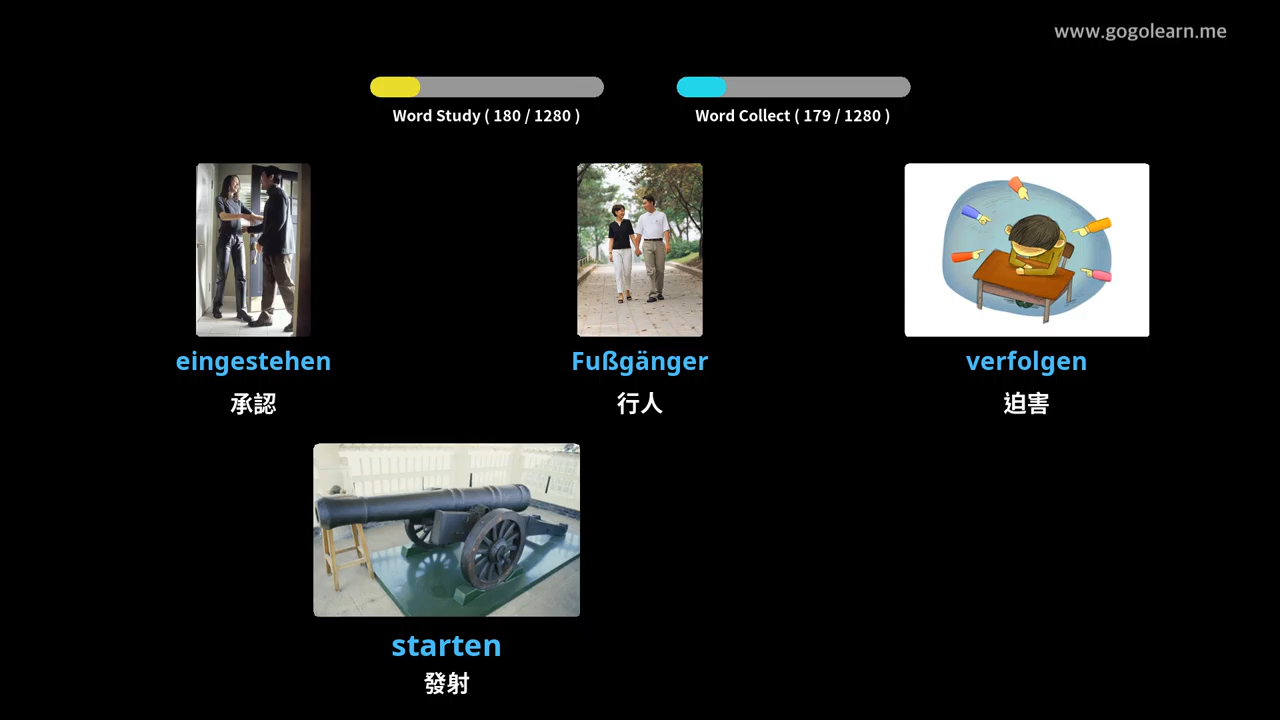 www.gogolearn.me
Word Study ( 180 / 1280 )
Word Collect ( 179 / 1280 )
eingestehen
承認
Fußgänger
行人
verfolgen
迫害
starten
發射